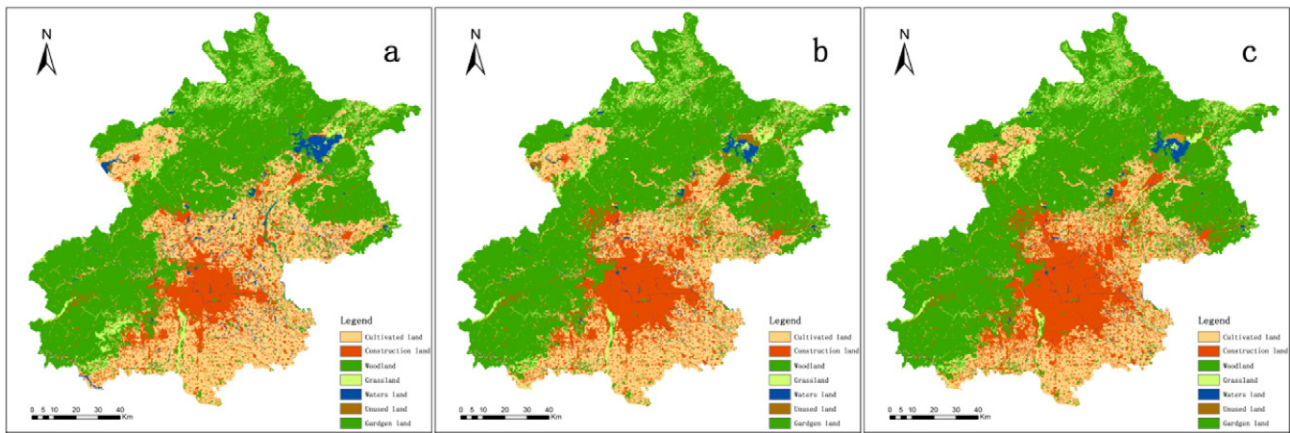 N
a
Legend
Cultivated land
Construction land
Woodland
Grassland
Waters land
Unused land
Gardgen land
0 5 10 20 30 40
Km
N
b
Legend
Cultivated land
Construction land
Woodland
Grassland
Waters land
Unused land
Gardgen land
0 5 10 20 30 40
Km
N
c
Legend
Cultivated land
Construction land
Woodland
Grassland
Waters land
Unused land
Gardgen land
0 5 10 20 30 40
Km